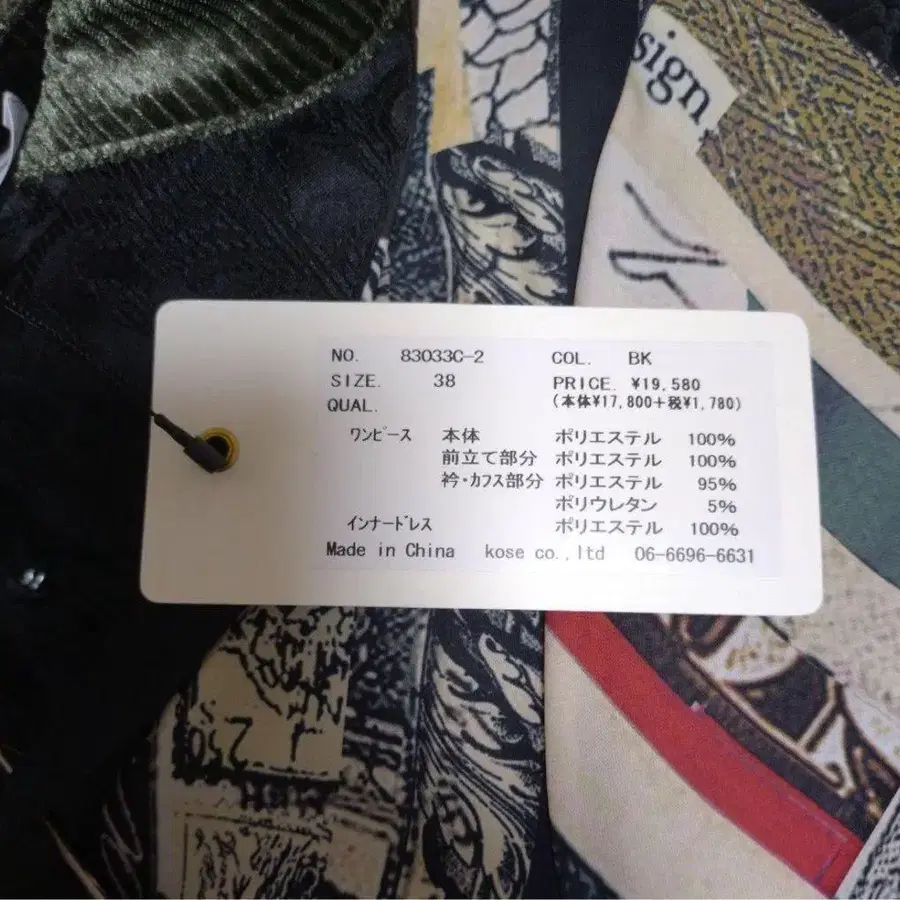 sign,
NO. 83033C-2 COL. BK
SIZE. 38 PRICE. ¥19,580
QUAL. (本体¥17,800+税¥1,780)
ワンピース 本体 ポリエステル 100%
前立て部分 ポリエステル 100%
衿・カフス部分 ポリエステル 95%
ポリウレタン 5%
インナードレス ポリエステル 100%
Made in China kose co.,ltd 06-6696-6631
250